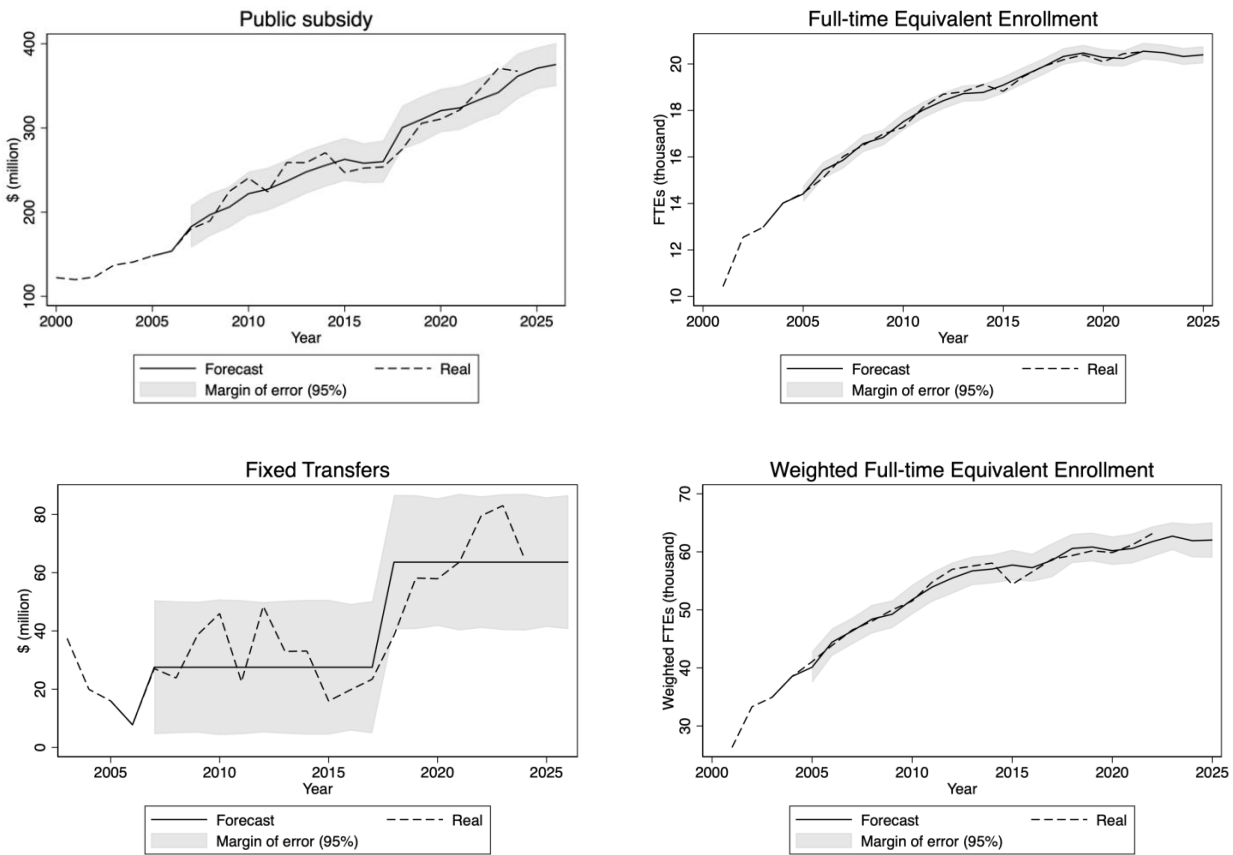 Public subsidy
$ (million)
400
300
200
100
2000 2005 2010 2015 2020 2025
Year
Forecast Real
Margin of error (95%)
Full-time Equivalent Enrollment
FTEs (thousand)
20
18
16
14
12
10
2000 2005 2010 2015 2020 2025
Year
Forecast Real
Margin of error (95%)
Fixed Transfers
$ (million)
80
60
40
20
0
2005 2010 2015 2020 2025
Year
Forecast Real
Margin of error (95%)
Weighted Full-time Equivalent Enrollment
Weighted FTEs (thousand)
70
60
50
40
30
2000 2005 2010 2015 2020 2025
Year
Forecast Real
Margin of error (95%)